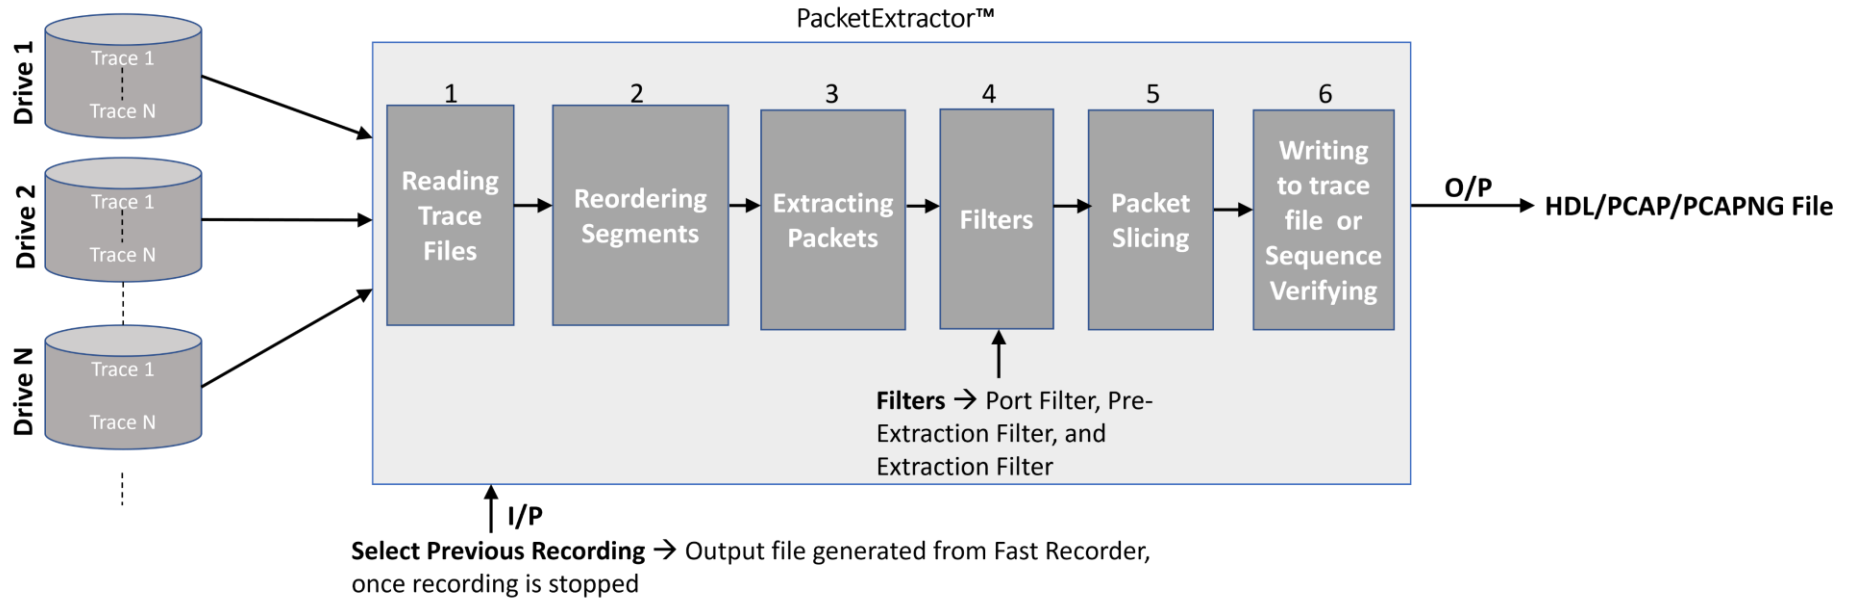 PacketExtractor™
Drive 1
Trace 1
Trace N
Drive 2
Trace 1
Trace N
Drive N
Trace 1
Trace N
1
Reading
Trace
Files
2
Reordering
Segments
3
Extracting
Packets
4
Filters
5
Packet
Slicing
6
Writing
to trace
file or
Sequence
Verifying
O/P
HDL/PCAP/PCAPNG File
Filters → Port Filter, Pre-
Extraction Filter, and
Extraction Filter
I/P
Select Previous Recording → Output file generated from Fast Recorder,
once recording is stopped